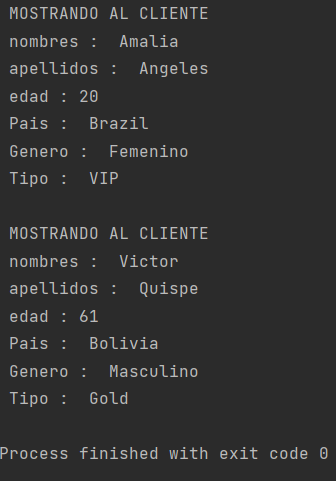 MOSTRANDO AL CLIENTE
nombres :  Amalia
apellidos :  Angeles
edad : 20
Pais :  Brazil
Genero :  Femenino
Tipo :  VIP

MOSTRANDO AL CLIENTE
nombres :  Victor
apellidos :  Quispe
edad : 61
Pais :  Bolivia
Genero :  Masculino
Tipo :  Gold

Process finished with exit code 0